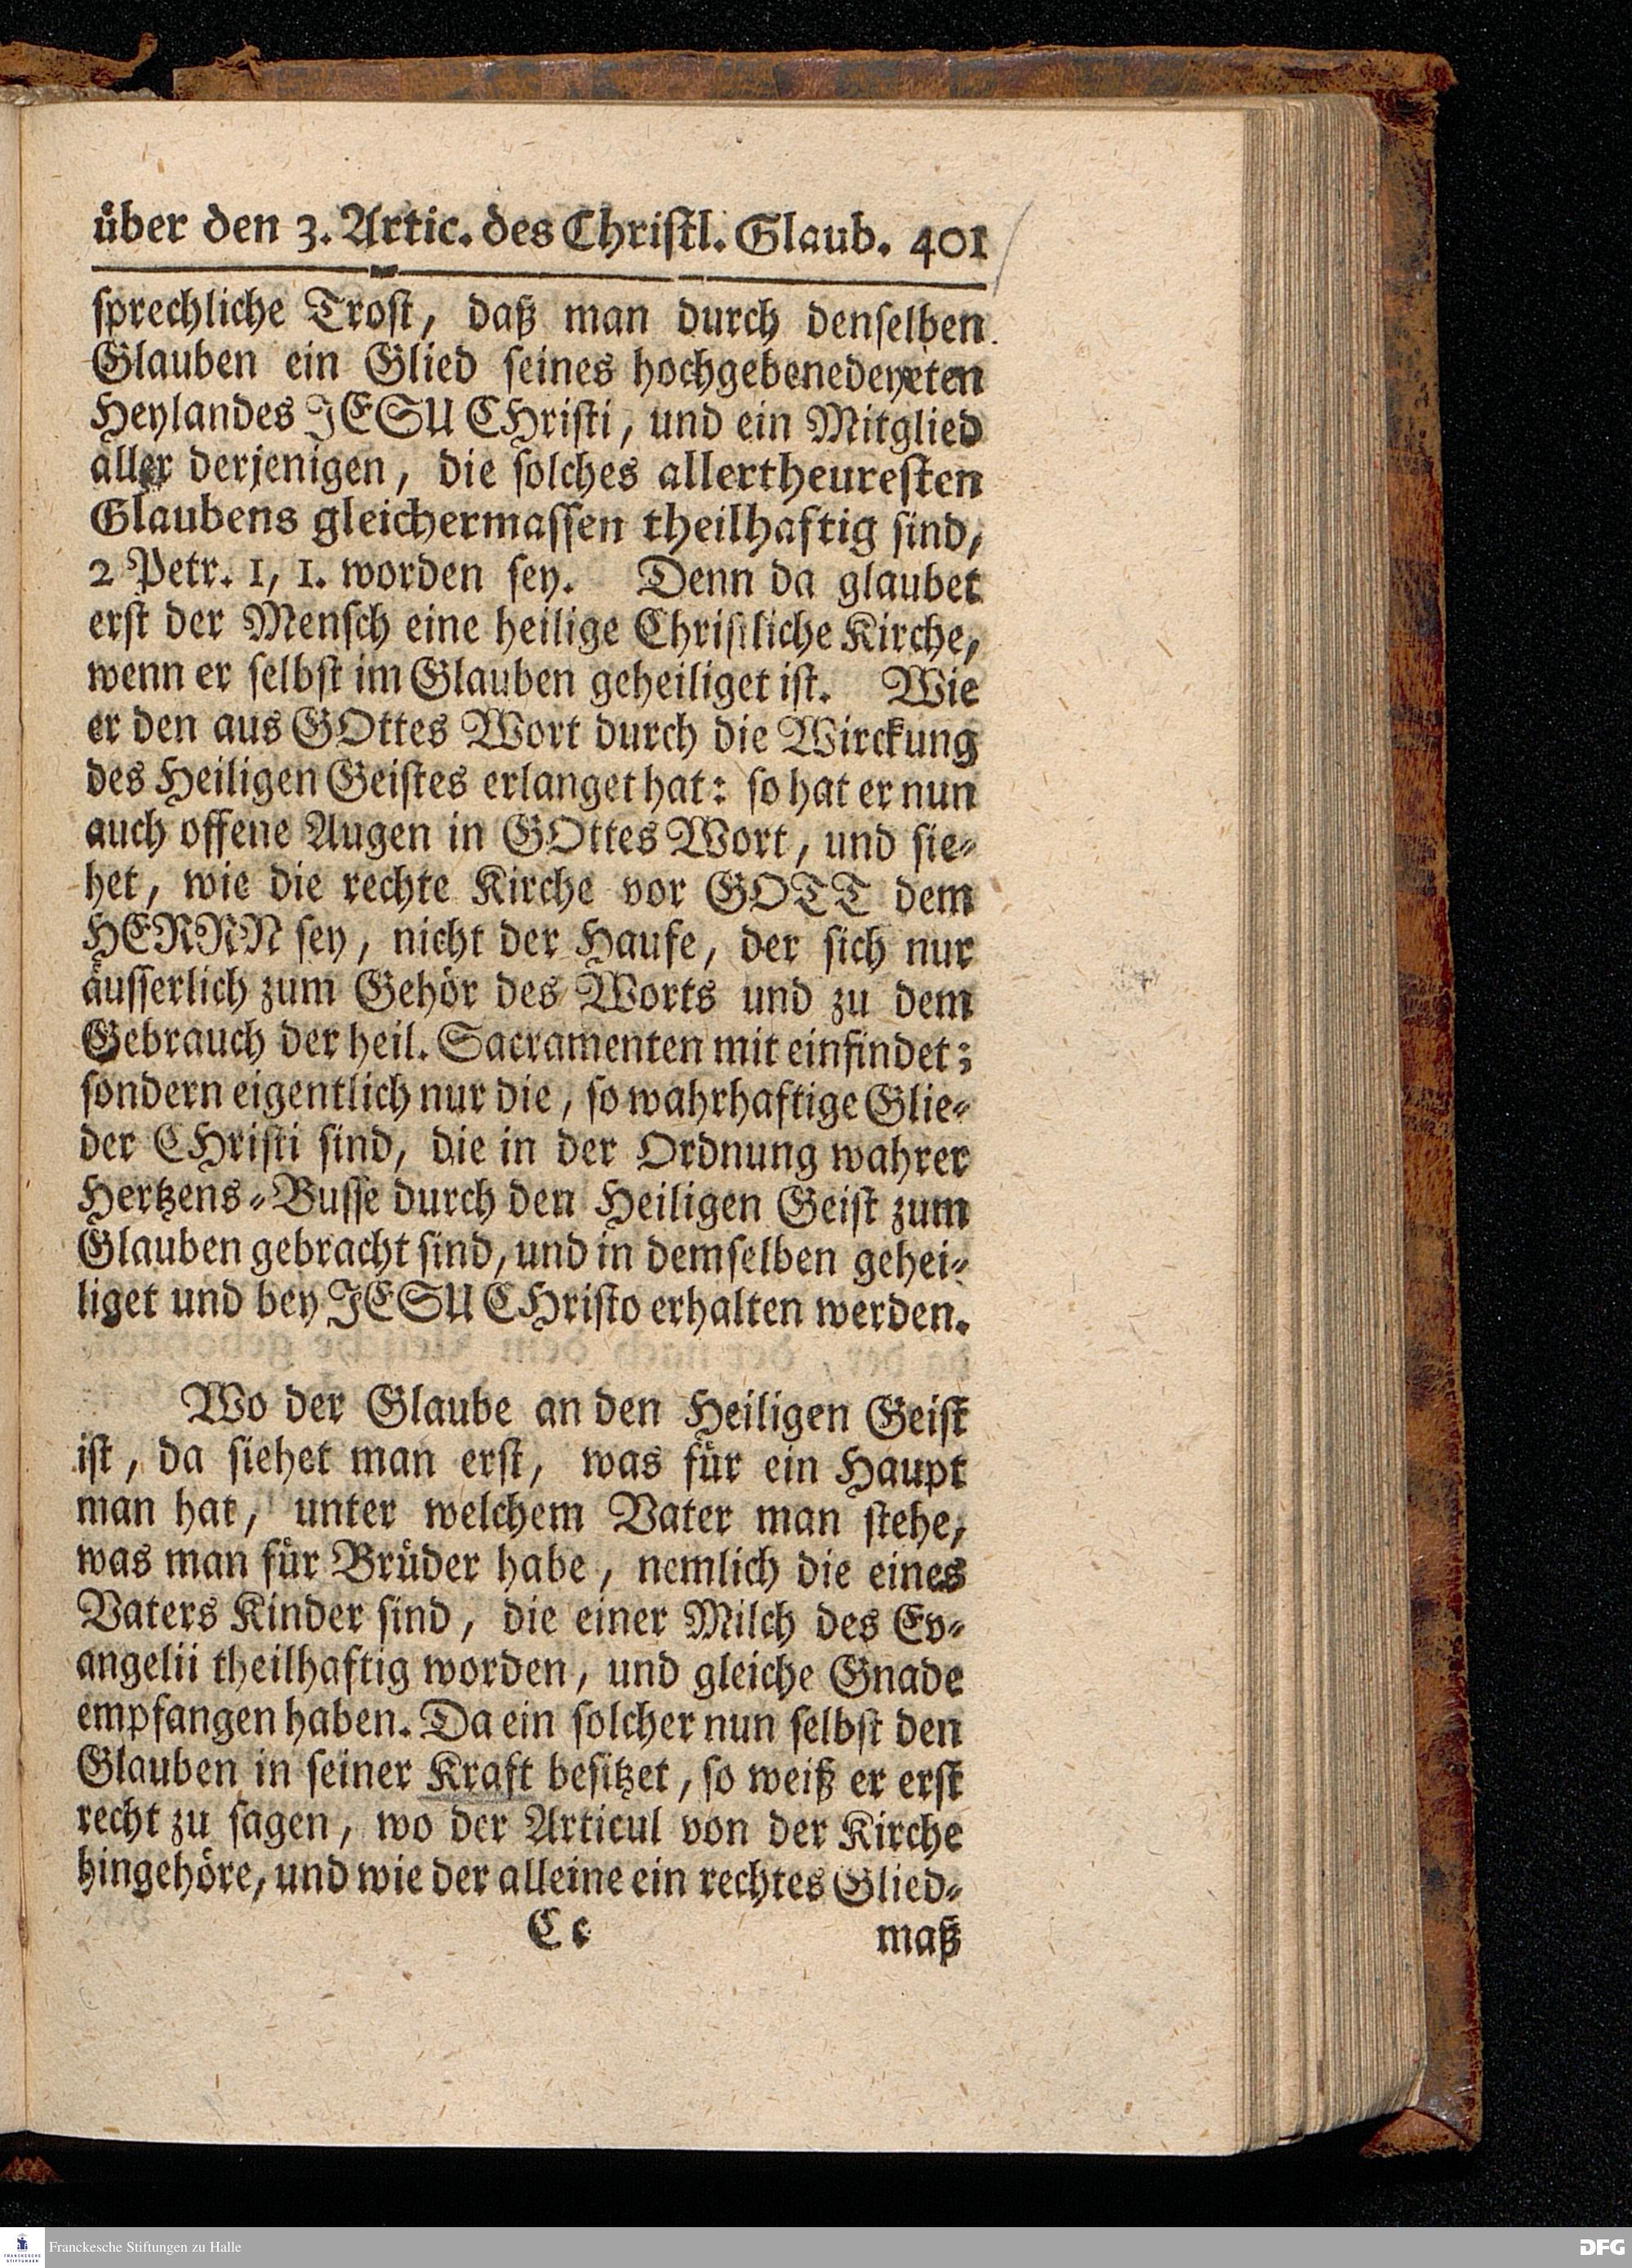 über den 3. Artic. des Christl. Glaub. 401
sprechliche Trost, daß man durch denselben
Glauben ein Glied seines hochgebenedeyeten
Heylandes JESU CHristi, und ein Mitglied
aller derjenigen, die solches allertheuresten
Glaubens gleichermassen theilhaftig sind,
2 Petr. 1, 1. worden sey. Denn da glaubet
erst der Mensch eine heilige Christliche Kirche,
wenn er selbst im Glauben geheiliget ist. Wie
er den aus GOttes Wort durch die Wirckung
des Heiligen Geistes erlanget hat: so hat er nun
auch offene Augen in GOttes Wort, und sie-
het, wie die rechte Kirche vor GOTT dem
HERRN sey, nicht der Haufe, der sich nur
äusserlich zum Gehör des Worts und zu dem
Gebrauch der heil. Sacramenten mit einfindet;
sondern eigentlich nur die, so wahrhaftige Glie-
der CHristi sind, die in der Ordnung wahrer
Hertzens-Busse durch den Heiligen Geist zum
Glauben gebracht sind, und in demselben gehei-
liget und bey JESU CHristo erhalten werden.
Wo der Glaube an den Heiligen Geist
ist, da siehet man erst, was für ein Haupt
man hat, unter welchem Vater man stehe,
was man für Brüder habe, nemlich die eines
Vaters Kinder sind, die einer Milch des Ev-
angelii theilhaftig worden, und gleiche Gnade
empfangen haben. Da ein solcher nun selbst den
Glauben in seiner Kraft besitzet, so weiß er erst
recht zu sagen, wo der Articul von der Kirche
hingehöre, und wie der alleine ein rechtes Glied-
Cc maß
FRANCKESCHE STIFTUNGEN
Franckesche Stiftungen zu Halle
DFG